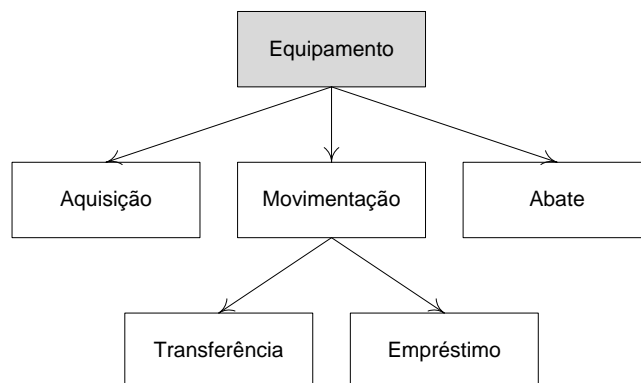 Equipamento
Aquisição
Movimentação
Abate
Transferência
Empréstimo